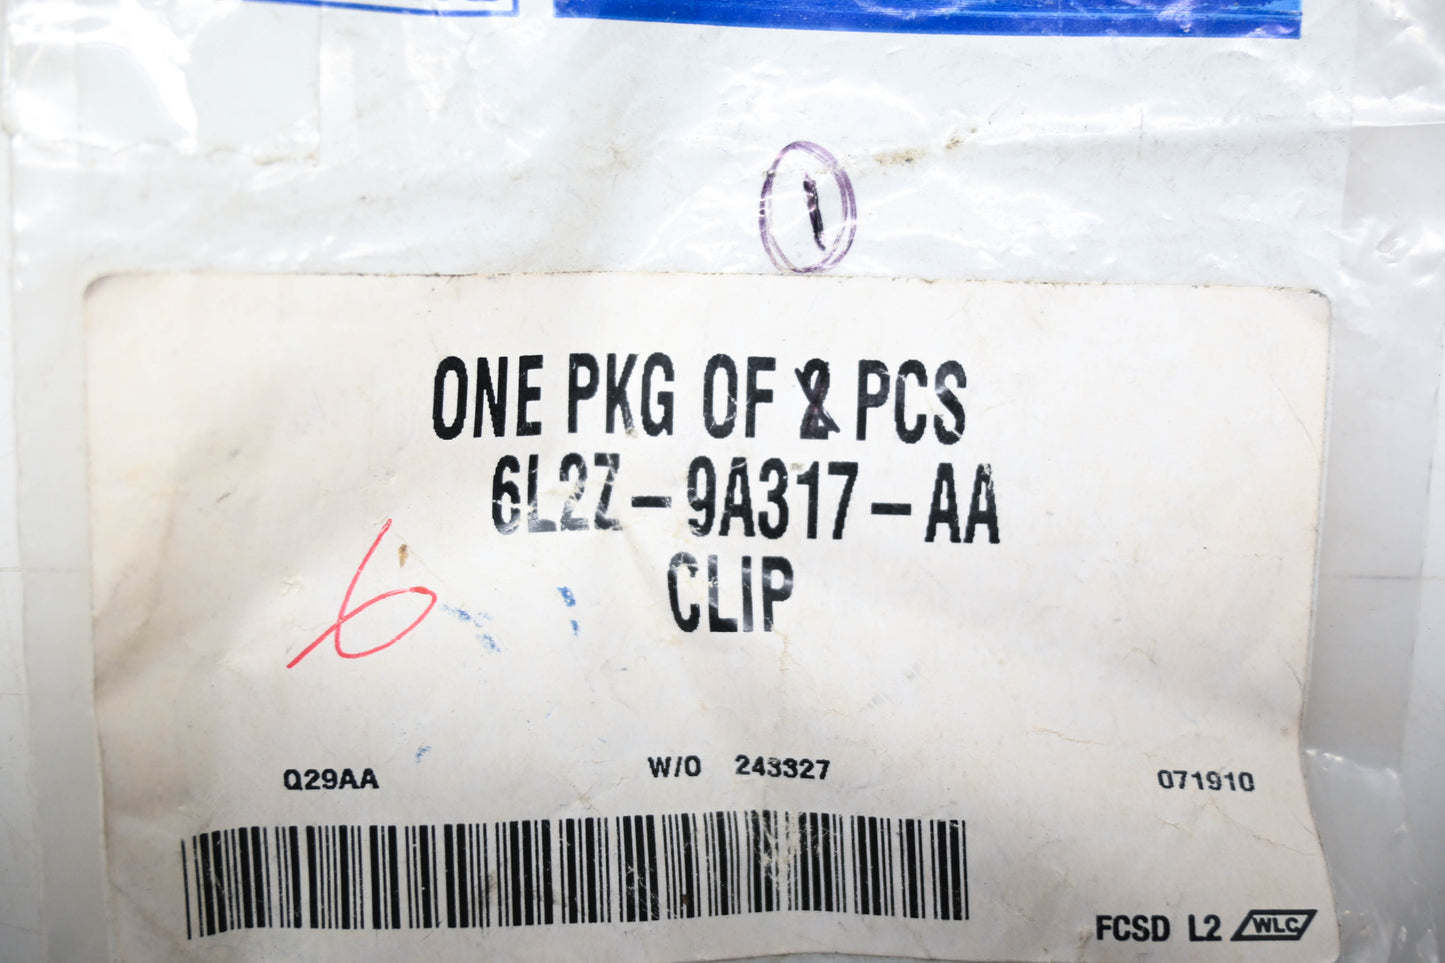 1
ONE PKG OF 2 PCS
6L2Z-9A317-AA
CLIP
6
Q29AA W/O 243327 071910
FCSD L2 WLC